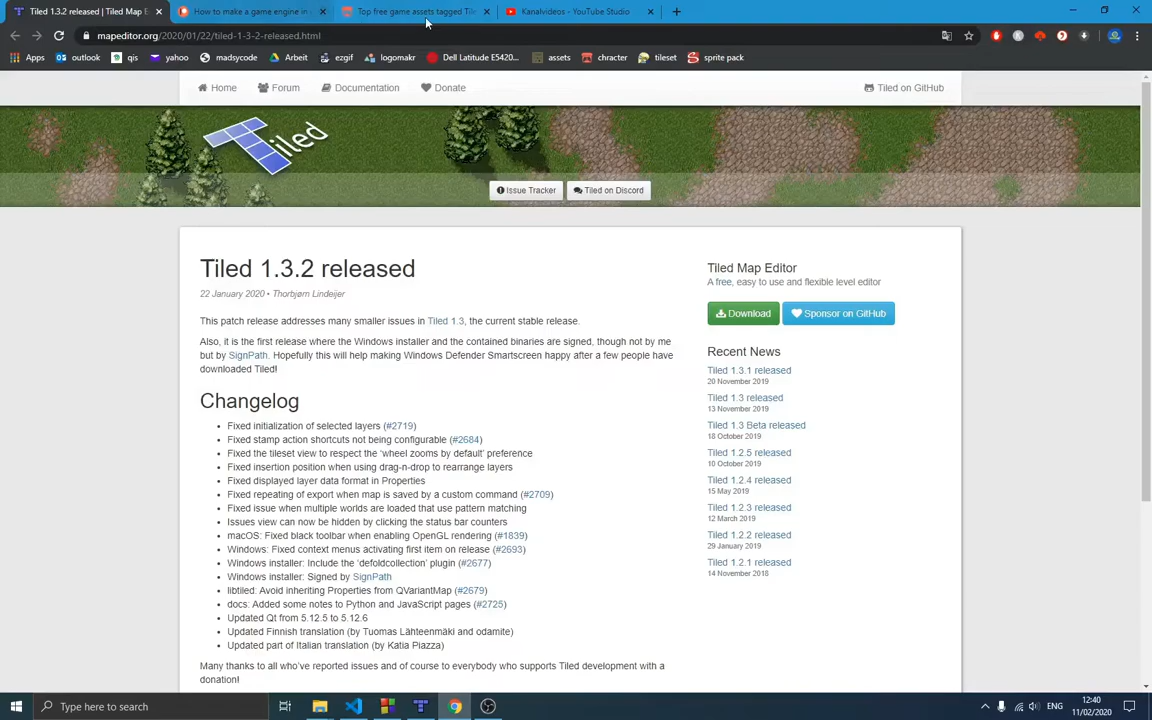 Tiled 1.3.2 released | Tiled Map E
How to make a game engine in
Top free game assets tagged Til
Kanalvideos - YouTube Studio
mapeditor.org/2020/01/22/tiled-1-3-2-released.html
Apps outlook qis yahoo madsycode Arbeit ezgif logomakr Dell Latitude E5420... assets chracter tileset sprite pack
Home Forum Documentation Donate Tiled on GitHub
Tiled
Issue Tracker Tiled on Discord
Tiled 1.3.2 released
22 January 2020 • Thorbjørn Lindeijer
This patch release addresses many smaller issues in Tiled 1.3, the current stable release.
Also, it is the first release where the Windows installer and the contained binaries are signed, though not by me
but by SignPath. Hopefully this will help making Windows Defender Smartscreen happy after a few people have
downloaded Tiled!
Changelog
• Fixed initialization of selected layers (#2719)
• Fixed stamp action shortcuts not being configurable (#2684)
• Fixed the tileset view to respect the 'wheel zooms by default' preference
• Fixed insertion position when using drag-n-drop to rearrange layers
• Fixed displayed layer data format in Properties
• Fixed repeating of export when map is saved by a custom command (#2709)
• Fixed issue when multiple worlds are loaded that use pattern matching
• Issues view can now be hidden by clicking the status bar counters
• macOS: Fixed black toolbar when enabling OpenGL rendering (#1839)
• Windows: Fixed context menus activating first item on release (#2693)
• Windows installer: Include the 'defoldcollection' plugin (#2677)
• Windows installer: Signed by SignPath
• libtiled: Avoid inheriting Properties from QVariantMap (#2679)
• docs: Added some notes to Python and JavaScript pages (#2725)
• Updated Qt from 5.12.5 to 5.12.6
• Updated Finnish translation (by Tuomas Lähteenmäki and odamite)
• Updated part of Italian translation (by Katia Piazza)
Many thanks to all who've reported issues and of course to everybody who supports Tiled development with a
donation!
Tiled Map Editor
A free, easy to use and flexible level editor
Download Sponsor on GitHub
Recent News
Tiled 1.3.1 released
20 November 2019
Tiled 1.3 released
13 November 2019
Tiled 1.3 Beta released
18 October 2019
Tiled 1.2.5 released
10 October 2019
Tiled 1.2.4 released
15 May 2019
Tiled 1.2.3 released
12 March 2019
Tiled 1.2.2 released
29 January 2019
Tiled 1.2.1 released
14 November 2018
Type here to search
ENG
12:40
11/02/2020